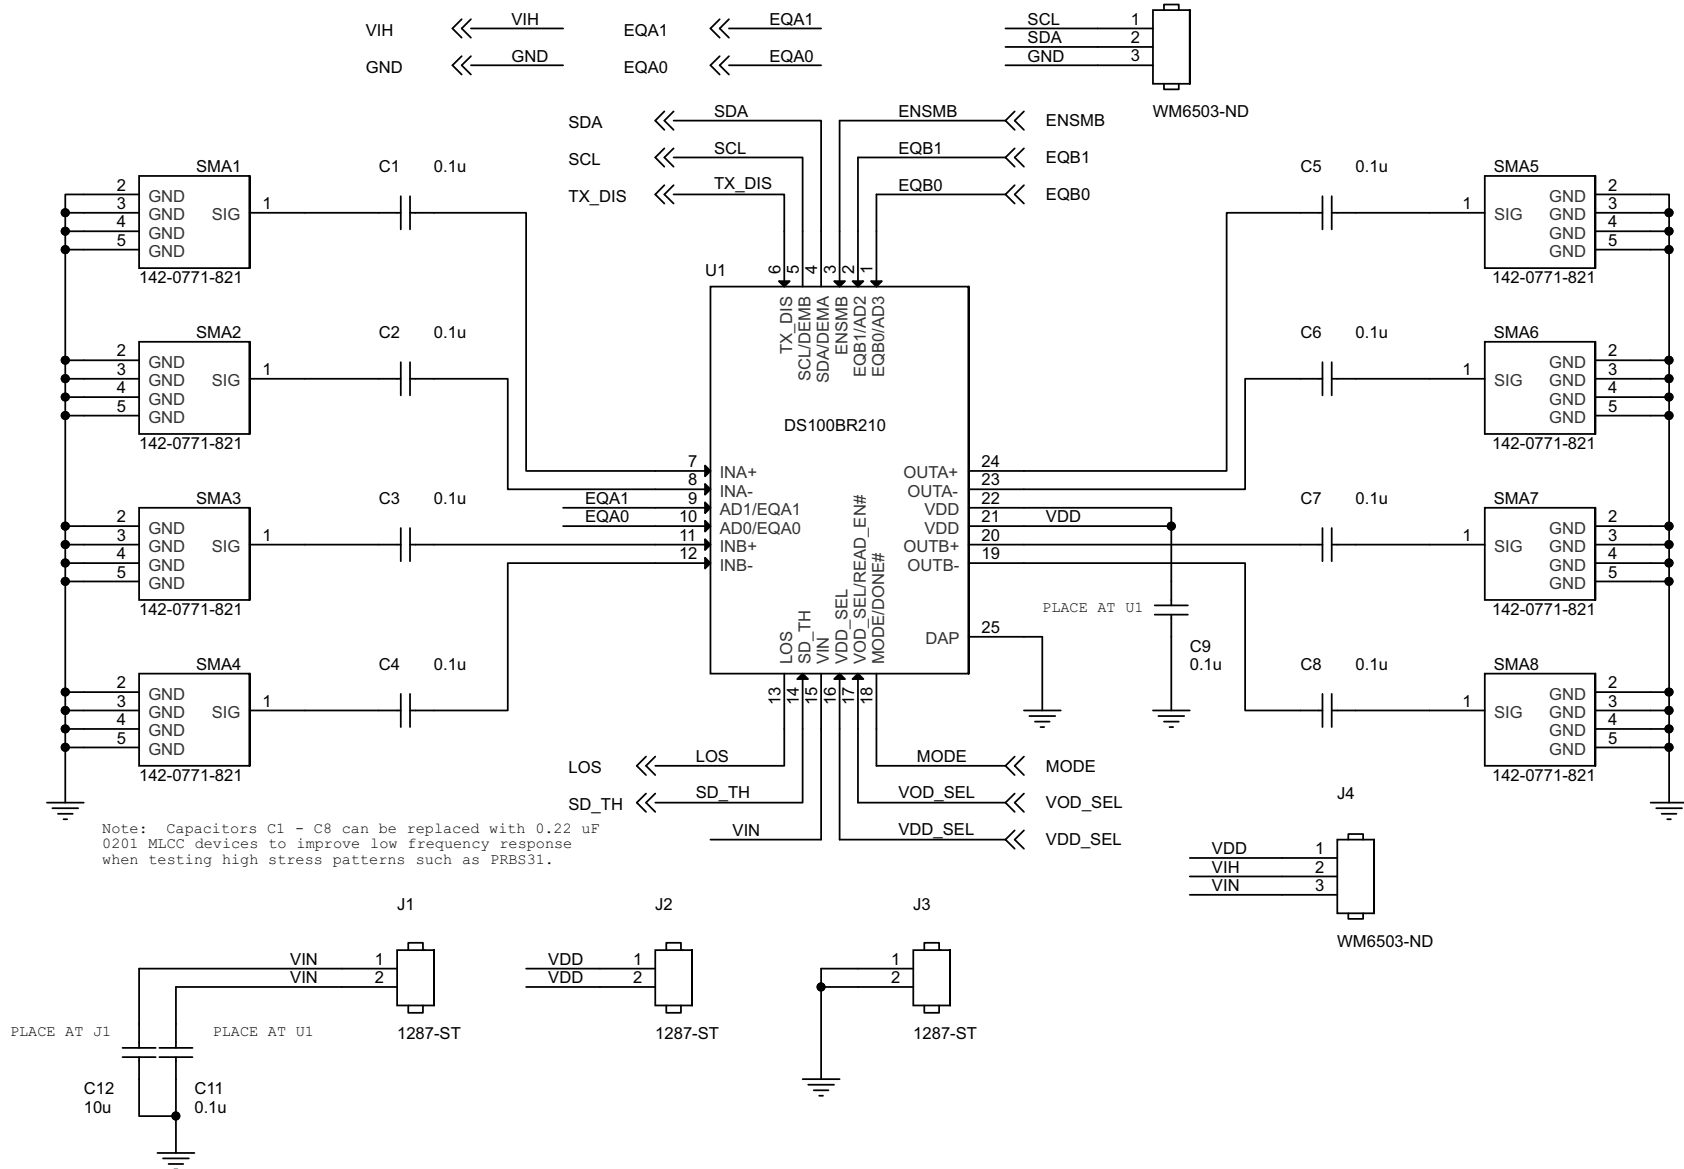 VIH VIH EQA1 EQA1 SCL 1
SDA 2
GND GND EQA0 EQA0 GND 3
WM6503-ND
SDA SDA ENSMB ENSMB
SCL SCL EQB1 EQB1
TX_DIS TX_DIS EQB0 EQB0
SMA1
2 GND
3 GND
4 GND
5 GND
SIG 1
142-0771-821
C1 0.1u
SMA2
2 GND
3 GND
4 GND
5 GND
SIG 1
142-0771-821
C2 0.1u
SMA3
2 GND
3 GND
4 GND
5 GND
SIG 1
142-0771-821
C3 0.1u
SMA4
2 GND
3 GND
4 GND
5 GND
SIG 1
142-0771-821
C4 0.1u
U1
6 5 4 3 2 1
TX_DIS
SCL/DEMB
SDA/DEMA
ENSMB
EQB1/AD2
EQB0/AD3
DS100BR210
7 INA+
8 INA-
EQA1 9 AD1/EQA1
EQA0 10 AD0/EQA0
11 INB+
12 INB-
OUTA+ 24
OUTA- 23
VDD 22
VDD 21 VDD
OUTB+ 20
OUTB- 19
DAP 25
LOS
SD_TH
VIN
VDD_SEL
VOD_SEL/READ_EN#
MODE/DONE#
13 14 15 16 17 18
PLACE AT U1
C9
0.1u
C5 0.1u
SMA5
1 SIG
GND 2
GND 3
GND 4
GND 5
142-0771-821
C6 0.1u
SMA6
1 SIG
GND 2
GND 3
GND 4
GND 5
142-0771-821
C7 0.1u
SMA7
1 SIG
GND 2
GND 3
GND 4
GND 5
142-0771-821
C8 0.1u
SMA8
1 SIG
GND 2
GND 3
GND 4
GND 5
142-0771-821
LOS LOS MODE MODE
SD_TH SD_TH VOD_SEL VOD_SEL
VIN VDD_SEL VDD_SEL
Note: Capacitors C1 - C8 can be replaced with 0.22 uF
0201 MLCC devices to improve low frequency response
when testing high stress patterns such as PRBS31.
J4
VDD 1
VIH 2
VIN 3
WM6503-ND
J1
VIN 1
VIN 2
1287-ST
PLACE AT J1
PLACE AT U1
C12
10u
C11
0.1u
J2
VDD 1
VDD 2
1287-ST
J3
1
2
1287-ST